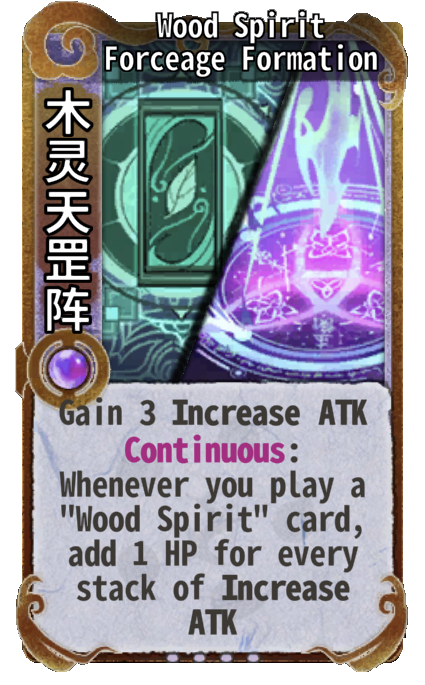 Wood Spirit
Forceage Formation
木灵天罡阵
Gain 3 Increase ATK
Continuous:
Whenever you play a
"Wood Spirit" card,
add 1 HP for every
stack of Increase
ATK